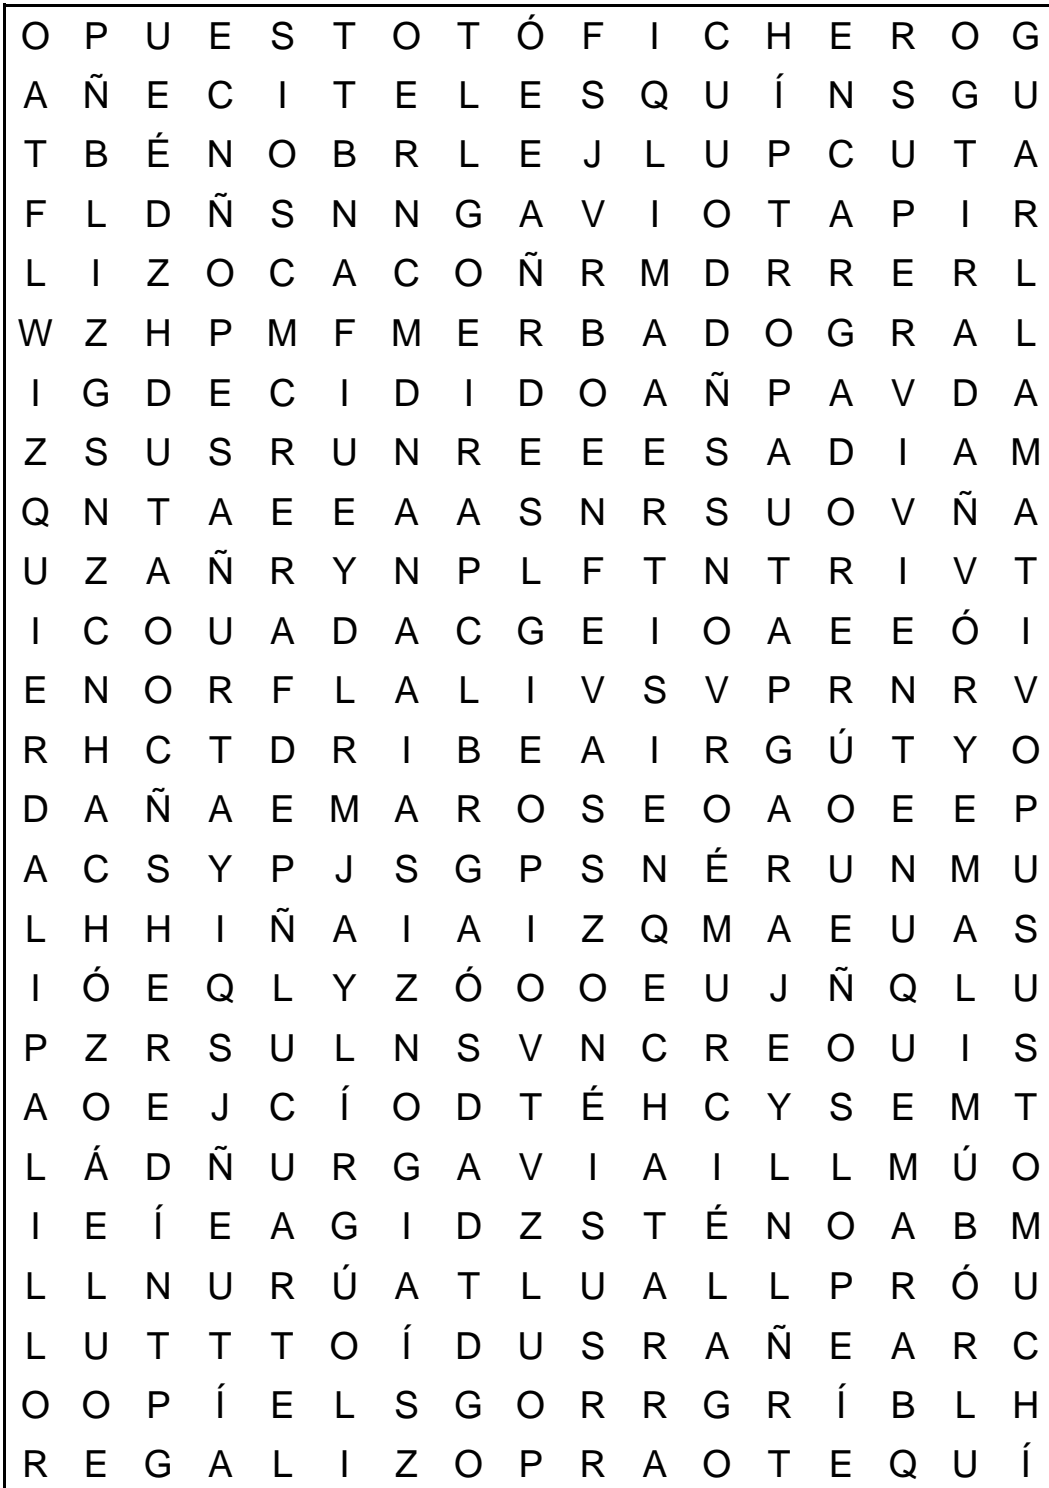 O P U E S T O T Ó F I C H E R O G
A Ñ E C I T E L E S Q U Í N S G U
T B É N O B R L E J L U P C U T A
F L D Ñ S N N G A V I O T A P I R
L I Z O C A C O Ñ R M D R R E R L
W Z H P M F M E R B A D O G R A L
I G D E C I D I D O A Ñ P A V D A
Z S U S R U N R E E E S A D I A M
Q N T A E E A A S N R S U O V Ñ A
U Z A Ñ R Y N P L F T N T R I V T
I C O U A D A C G E I O A E E Ó I
E N O R F L A L I V S V P R N R V
R H C T D R I B E A I R G Ú T Y O
D A Ñ A E M A R O S E O A O E E P
A C S Y P J S G P S N É R U N M U
L H H I Ñ A I A I Z Q M A E U A S
I Ó E Q L Y Z Ó O O E U J Ñ Q L U
P Z R S U L N S V N C R E O U I S
A O E J C Í O D T É H C Y S E M T
L Á D Ñ U R G A V I A I L L M Ú O
I E Í E A G I D Z S T É N O A B M
L L N U R Ú A T L U A L L P R Ó U
L U T T T O Í D U S R A Ñ E A R C
O O P Í E L S G O R R G R Í B L H
R E G A L I Z O P R A O T E Q U Í